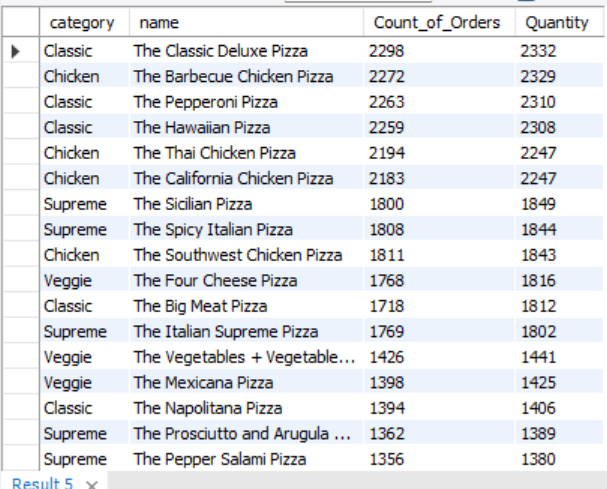 category name Count_of_Orders Quantity
Classic The Classic Deluxe Pizza 2298 2332
Chicken The Barbecue Chicken Pizza 2272 2329
Classic The Pepperoni Pizza 2263 2310
Classic The Hawaiian Pizza 2259 2308
Chicken The Thai Chicken Pizza 2194 2247
Chicken The California Chicken Pizza 2183 2247
Supreme The Sicilian Pizza 1800 1849
Supreme The Spicy Italian Pizza 1808 1844
Chicken The Southwest Chicken Pizza 1811 1843
Veggie The Four Cheese Pizza 1768 1816
Classic The Big Meat Pizza 1718 1812
Supreme The Italian Supreme Pizza 1769 1802
Veggie The Vegetables + Vegetable... 1426 1441
Veggie The Mexicana Pizza 1398 1425
Classic The Napolitana Pizza 1394 1406
Supreme The Prosciutto and Arugula ... 1362 1389
Supreme The Pepper Salami Pizza 1356 1380
Result 5 ×